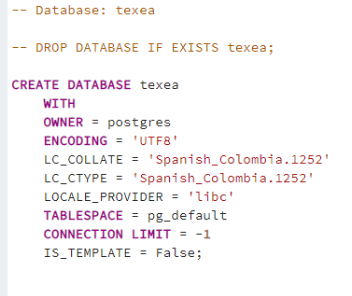 -- Database: texea
-- DROP DATABASE IF EXISTS texea;
CREATE DATABASE texea
WITH
OWNER = postgres
ENCODING = 'UTF8'
LC_COLLATE = 'Spanish_Colombia.1252'
LC_CTYPE = 'Spanish_Colombia.1252'
LOCALE_PROVIDER = 'libc'
TABLESPACE = pg_default
CONNECTION LIMIT = -1
IS_TEMPLATE = False;